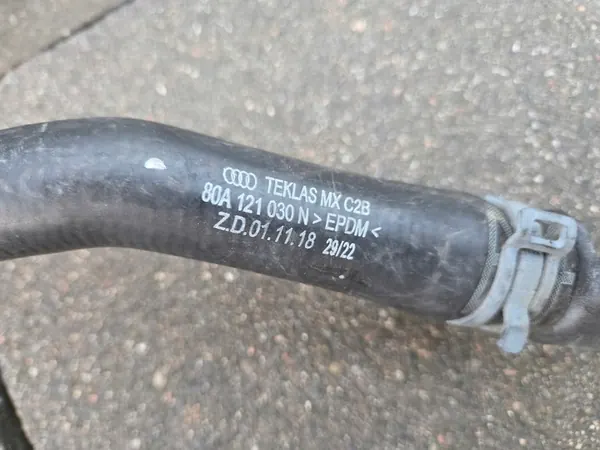 TEKLAS MX C2B
80A 121 030 N >EPDM<
Z.D.01.11.18 29/22